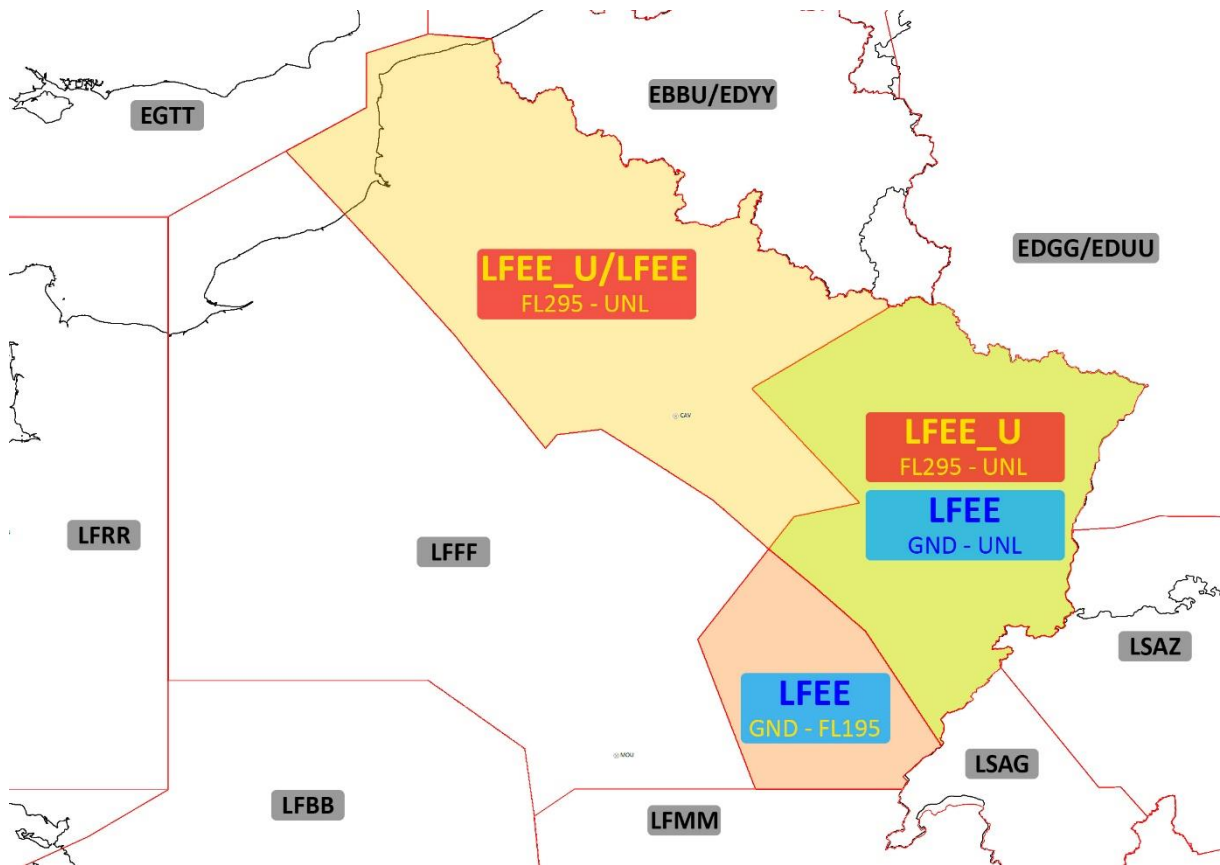 EGTT
EBBU/EDYY
LFEE_U/LFEE
FL295 - UNL
EDGG/EDUU
CAV
LFEE_U
FL295 - UNL
LFEE
GND - UNL
LFRR
LFFF
LSAZ
LFEE
GND - FL195
MOU
LSAG
LFBB
LFMM